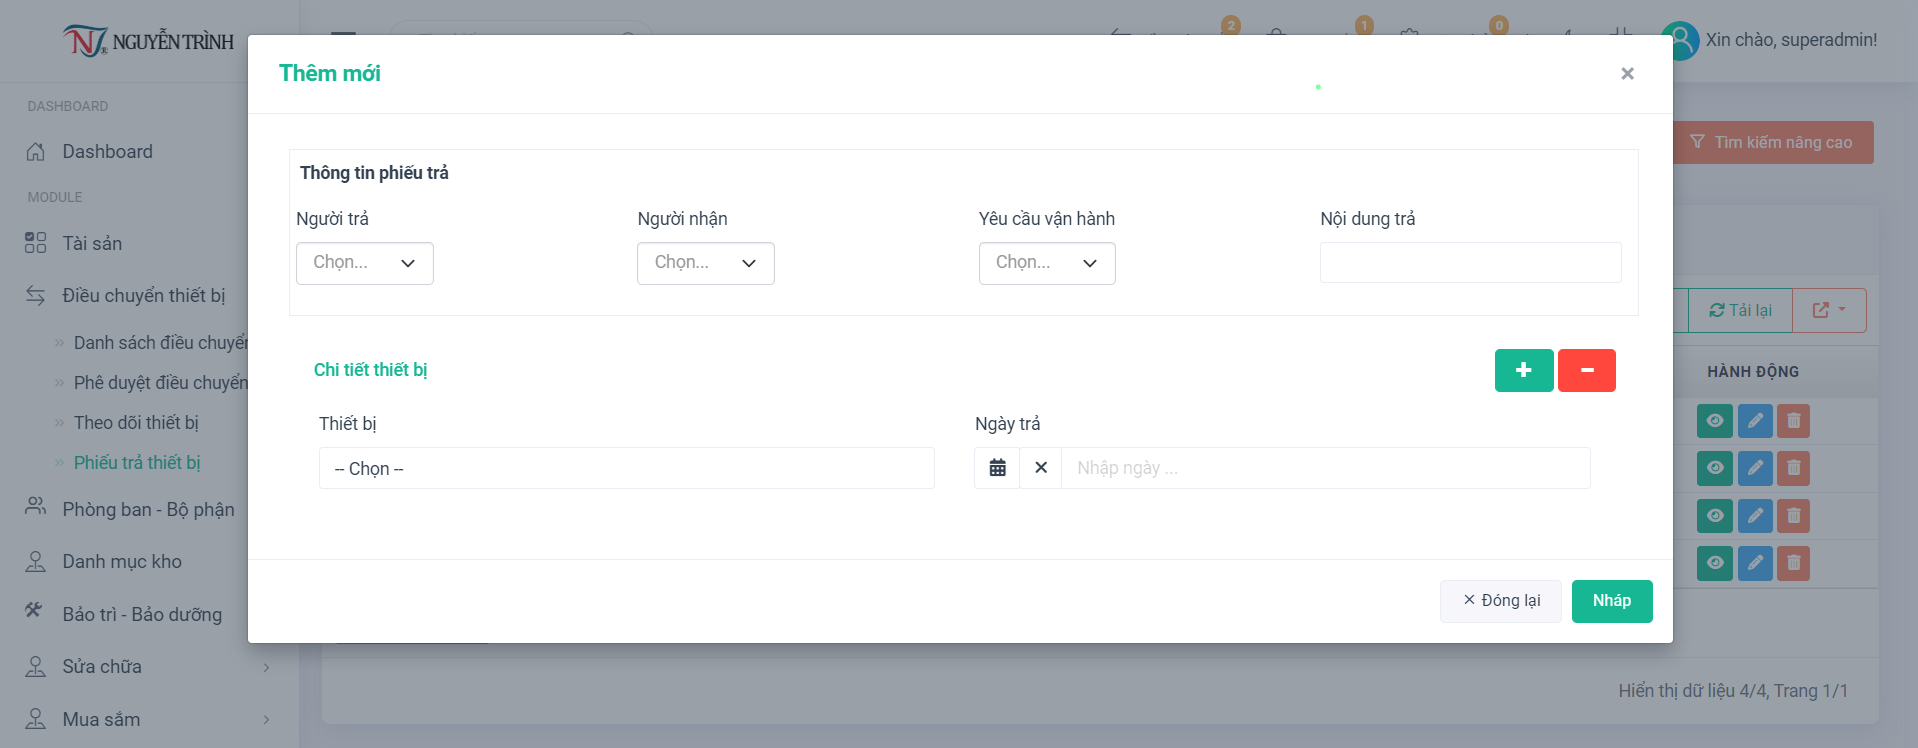 NGUYỄN TRÌNH
2
1
0
Xin chào, superadmin!
Thêm mới
×
DASHBOARD
Dashboard
MODULE
Tài sản
Điều chuyển thiết bị
Danh sách điều chuyển
Phê duyệt điều chuyển
Theo dõi thiết bị
Phiếu trả thiết bị
Phòng ban - Bộ phận
Danh mục kho
Bảo trì - Bảo dưỡng
Sửa chữa
Mua sắm
Tìm kiếm nâng cao
Thông tin phiếu trả
Người trả
Người nhận
Yêu cầu vận hành
Nội dung trả
Chọn...
Chọn...
Chọn...
Tải lại
Chi tiết thiết bị
HÀNH ĐỘNG
Thiết bị
Ngày trả
-- Chọn --
Nhập ngày ...
Đóng lại
Nháp
Hiển thị dữ liệu 4/4, Trang 1/1